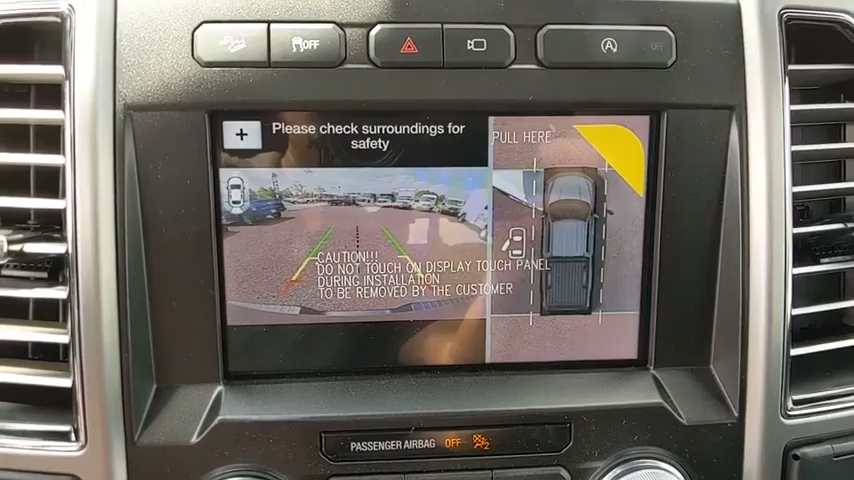 OFF
A
OFF
+
Please check surroundings for
safety
PULL HERE
CAUTION!!!
DO NOT TOUCH ON DISPLAY TOUCH PANEL
DURING INSTALLATION
TO BE REMOVED BY THE CUSTOMER
PASSENGER AIRBAG OFF 2